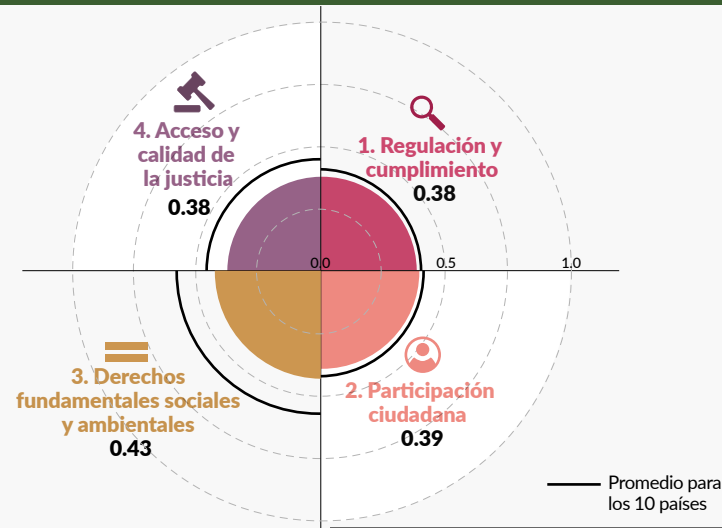 4. Acceso y
calidad de
la justicia
0.38
1. Regulación y
cumplimiento
0.38
0.0
0.5
1.0
3. Derechos
fundamentales sociales
y ambientales
0.43
2. Participación
ciudadana
0.39
Promedio para
los 10 países